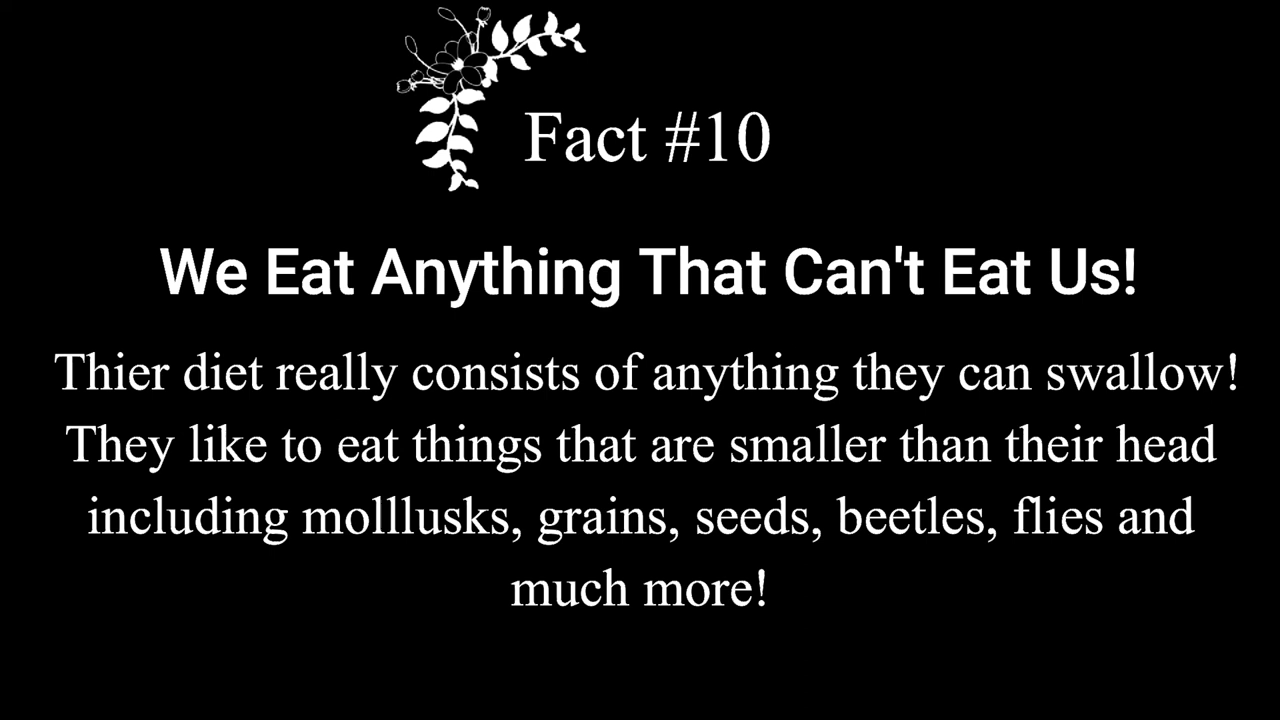 Fact #10
We Eat Anything That Can't Eat Us!
Thier diet really consists of anything they can swallow!
They like to eat things that are smaller than their head
including molllusks, grains, seeds, beetles, flies and
much more!